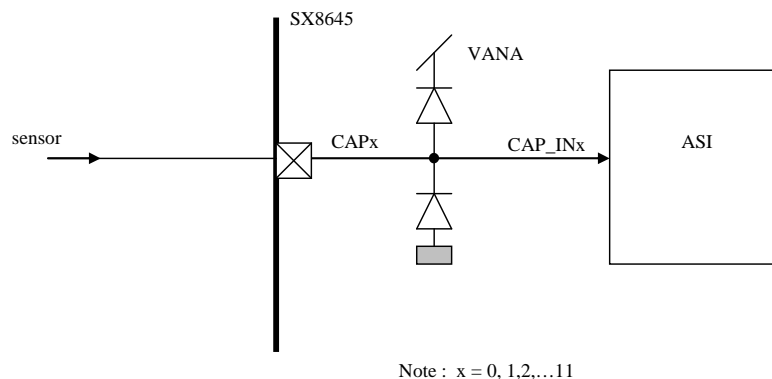 SX8645
VANA
sensor
CAPx
CAP_INx
ASI
Note : x = 0, 1,2,…11